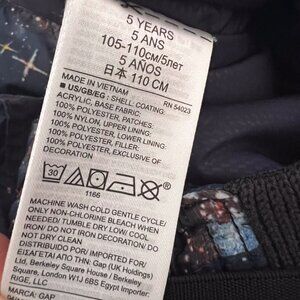 5 YEARS
5 ANS
105-110cм/5лет
5 AÑOS
日本 110 CM
MADE IN VIETNAM
RN 54023
■ US/GB/EG: SHELL: COATING:
ACRYLIC, BASE FABRIC:
100% POLYESTER, PATCHES:
100% NYLON, UPPER LINING:
100% POLYESTER, LOWER LINING:
100% POLYESTER, FILLING:
100% POLYESTER, EXCLUSIVE OF
DECORATION
30
1166
MACHINE WASH COLD GENTLE CYCLE/
ONLY NON-CHLORINE BLEACH WHEN
NEEDED/ TUMBLE DRY LOW/ COOL
IRON/ DO NOT IRON DECORATION/ DO
NOT DRYCLEAN
DISTRIBUIDO POR/ IMPORTED FOR/
ΕΙΣΑΓΕΤΑΙ ΑΠΟ ΤΗΝ: Gap (UK Holdings)
Ltd, Berkeley Square House / Berkeley
Square, London W1J 6BS Egypt Importer:
RIGE, LLC
MARCA: GAP